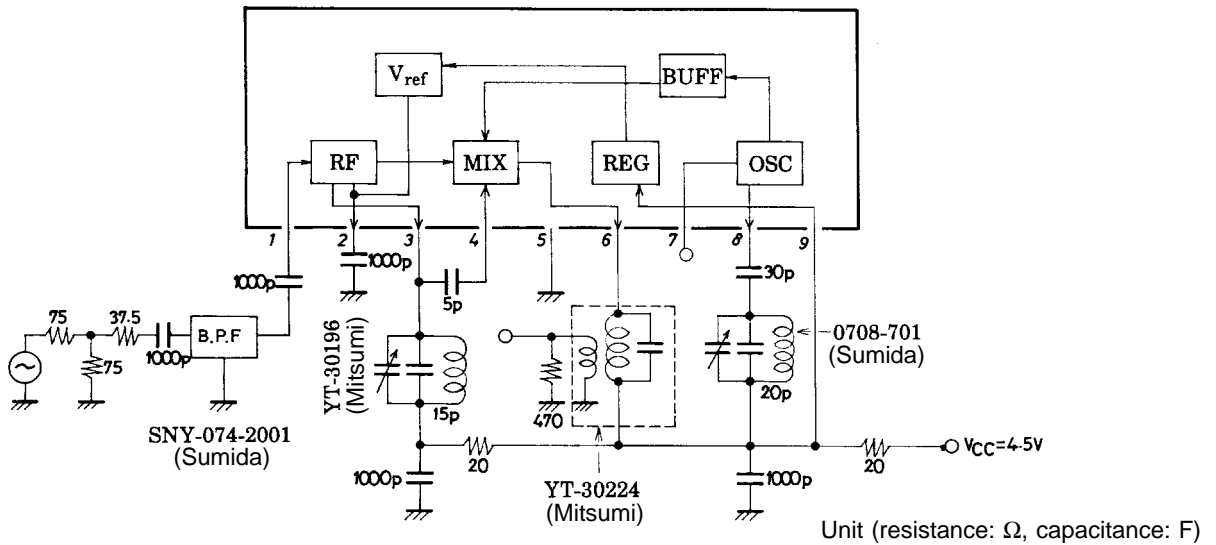 Vref
BUFF
RF
MIX
REG
OSC
1
2
3
4
5
6
7
8
9
1000p
1000p
5p
30p
75
37.5
1000p
B.P.F
75
SNY-074-2001
(Sumida)
YT-30196
(Mitsumi)
15p
470
0708-701
(Sumida)
20p
20
1000p
YT-30224
(Mitsumi)
1000p
20
VCC=4.5V
Unit (resistance: Ω, capacitance: F)